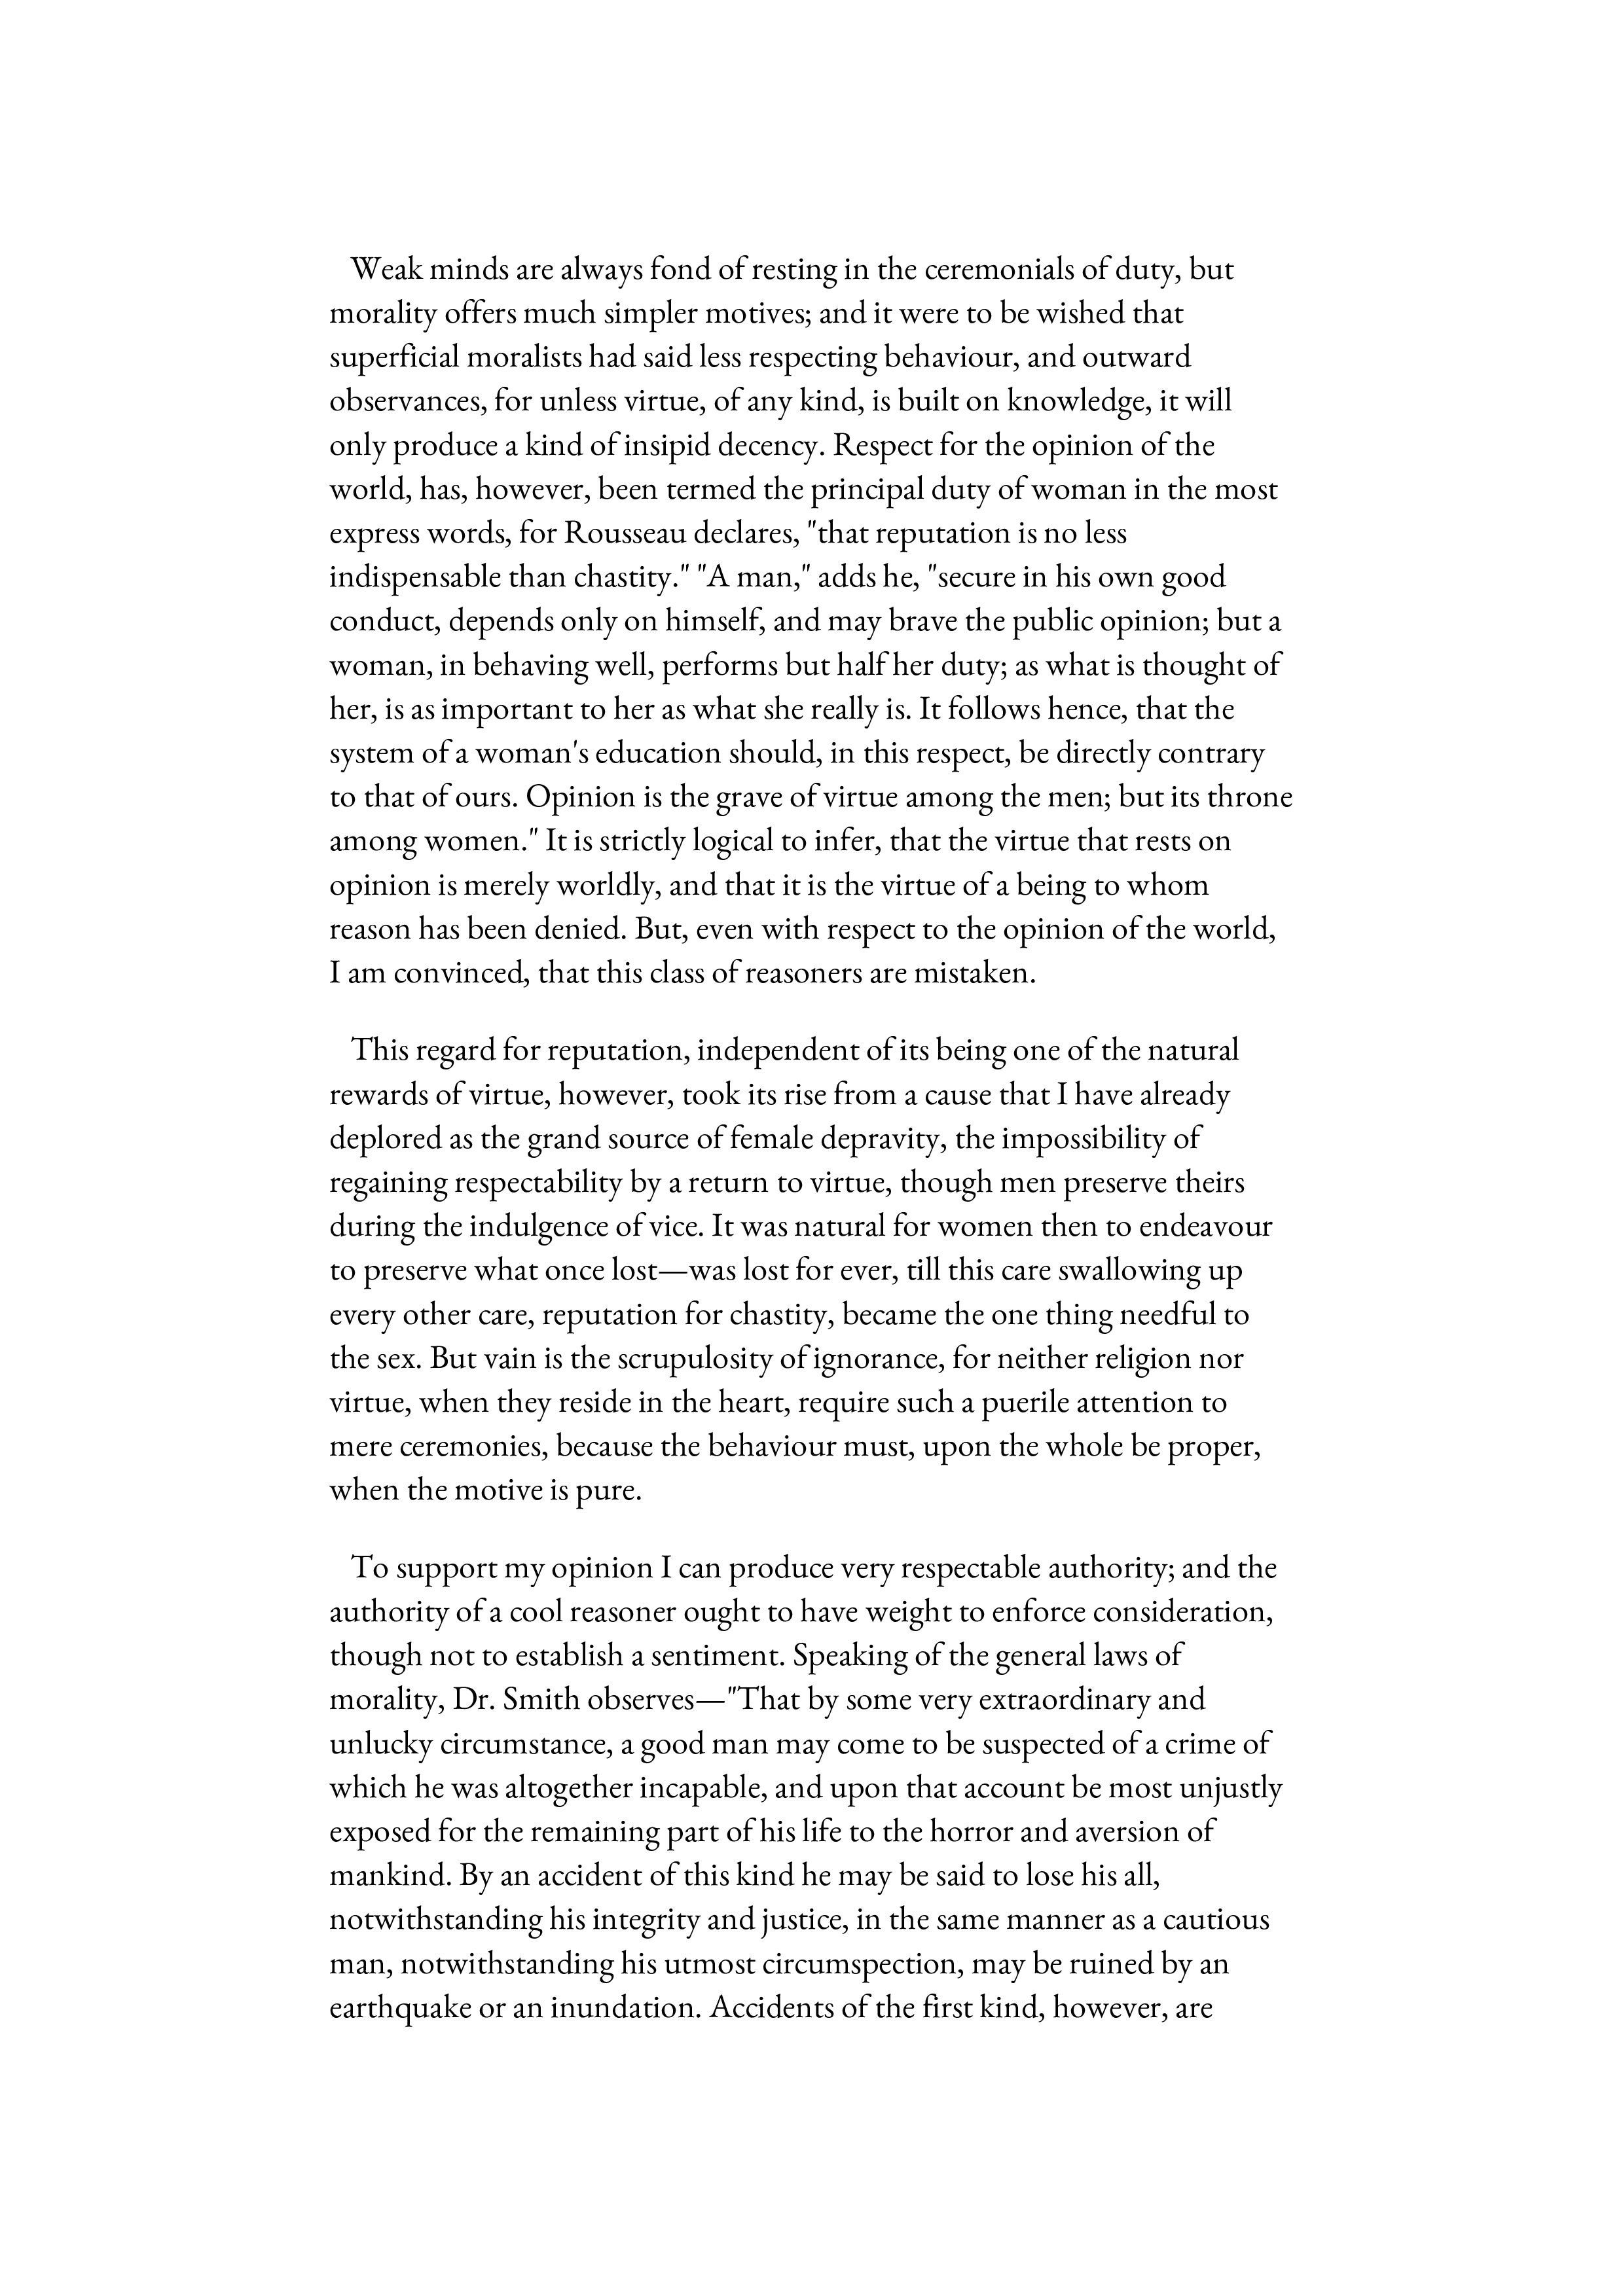 Weak minds are always fond of resting in the ceremonials of duty, but
morality offers much simpler motives; and it were to be wished that
superficial moralists had said less respecting behaviour, and outward
observances, for unless virtue, of any kind, is built on knowledge, it will
only produce a kind of insipid decency. Respect for the opinion of the
world, has, however, been termed the principal duty of woman in the most
express words, for Rousseau declares, "that reputation is no less
indispensable than chastity." "A man," adds he, "secure in his own good
conduct, depends only on himself, and may brave the public opinion; but a
woman, in behaving well, performs but half her duty; as what is thought of
her, is as important to her as what she really is. It follows hence, that the
system of a woman's education should, in this respect, be directly contrary
to that of ours. Opinion is the grave of virtue among the men; but its throne
among women." It is strictly logical to infer, that the virtue that rests on
opinion is merely worldly, and that it is the virtue of a being to whom
reason has been denied. But, even with respect to the opinion of the world,
I am convinced, that this class of reasoners are mistaken.
This regard for reputation, independent of its being one of the natural
rewards of virtue, however, took its rise from a cause that I have already
deplored as the grand source of female depravity, the impossibility of
regaining respectability by a return to virtue, though men preserve theirs
during the indulgence of vice. It was natural for women then to endeavour
to preserve what once lost—was lost for ever, till this care swallowing up
every other care, reputation for chastity, became the one thing needful to
the sex. But vain is the scrupulosity of ignorance, for neither religion nor
virtue, when they reside in the heart, require such a puerile attention to
mere ceremonies, because the behaviour must, upon the whole be proper,
when the motive is pure.
To support my opinion I can produce very respectable authority; and the
authority of a cool reasoner ought to have weight to enforce consideration,
though not to establish a sentiment. Speaking of the general laws of
morality, Dr. Smith observes—"That by some very extraordinary and
unlucky circumstance, a good man may come to be suspected of a crime of
which he was altogether incapable, and upon that account be most unjustly
exposed for the remaining part of his life to the horror and aversion of
mankind. By an accident of this kind he may be said to lose his all,
notwithstanding his integrity and justice, in the same manner as a cautious
man, notwithstanding his utmost circumspection, may be ruined by an
earthquake or an inundation. Accidents of the first kind, however, are